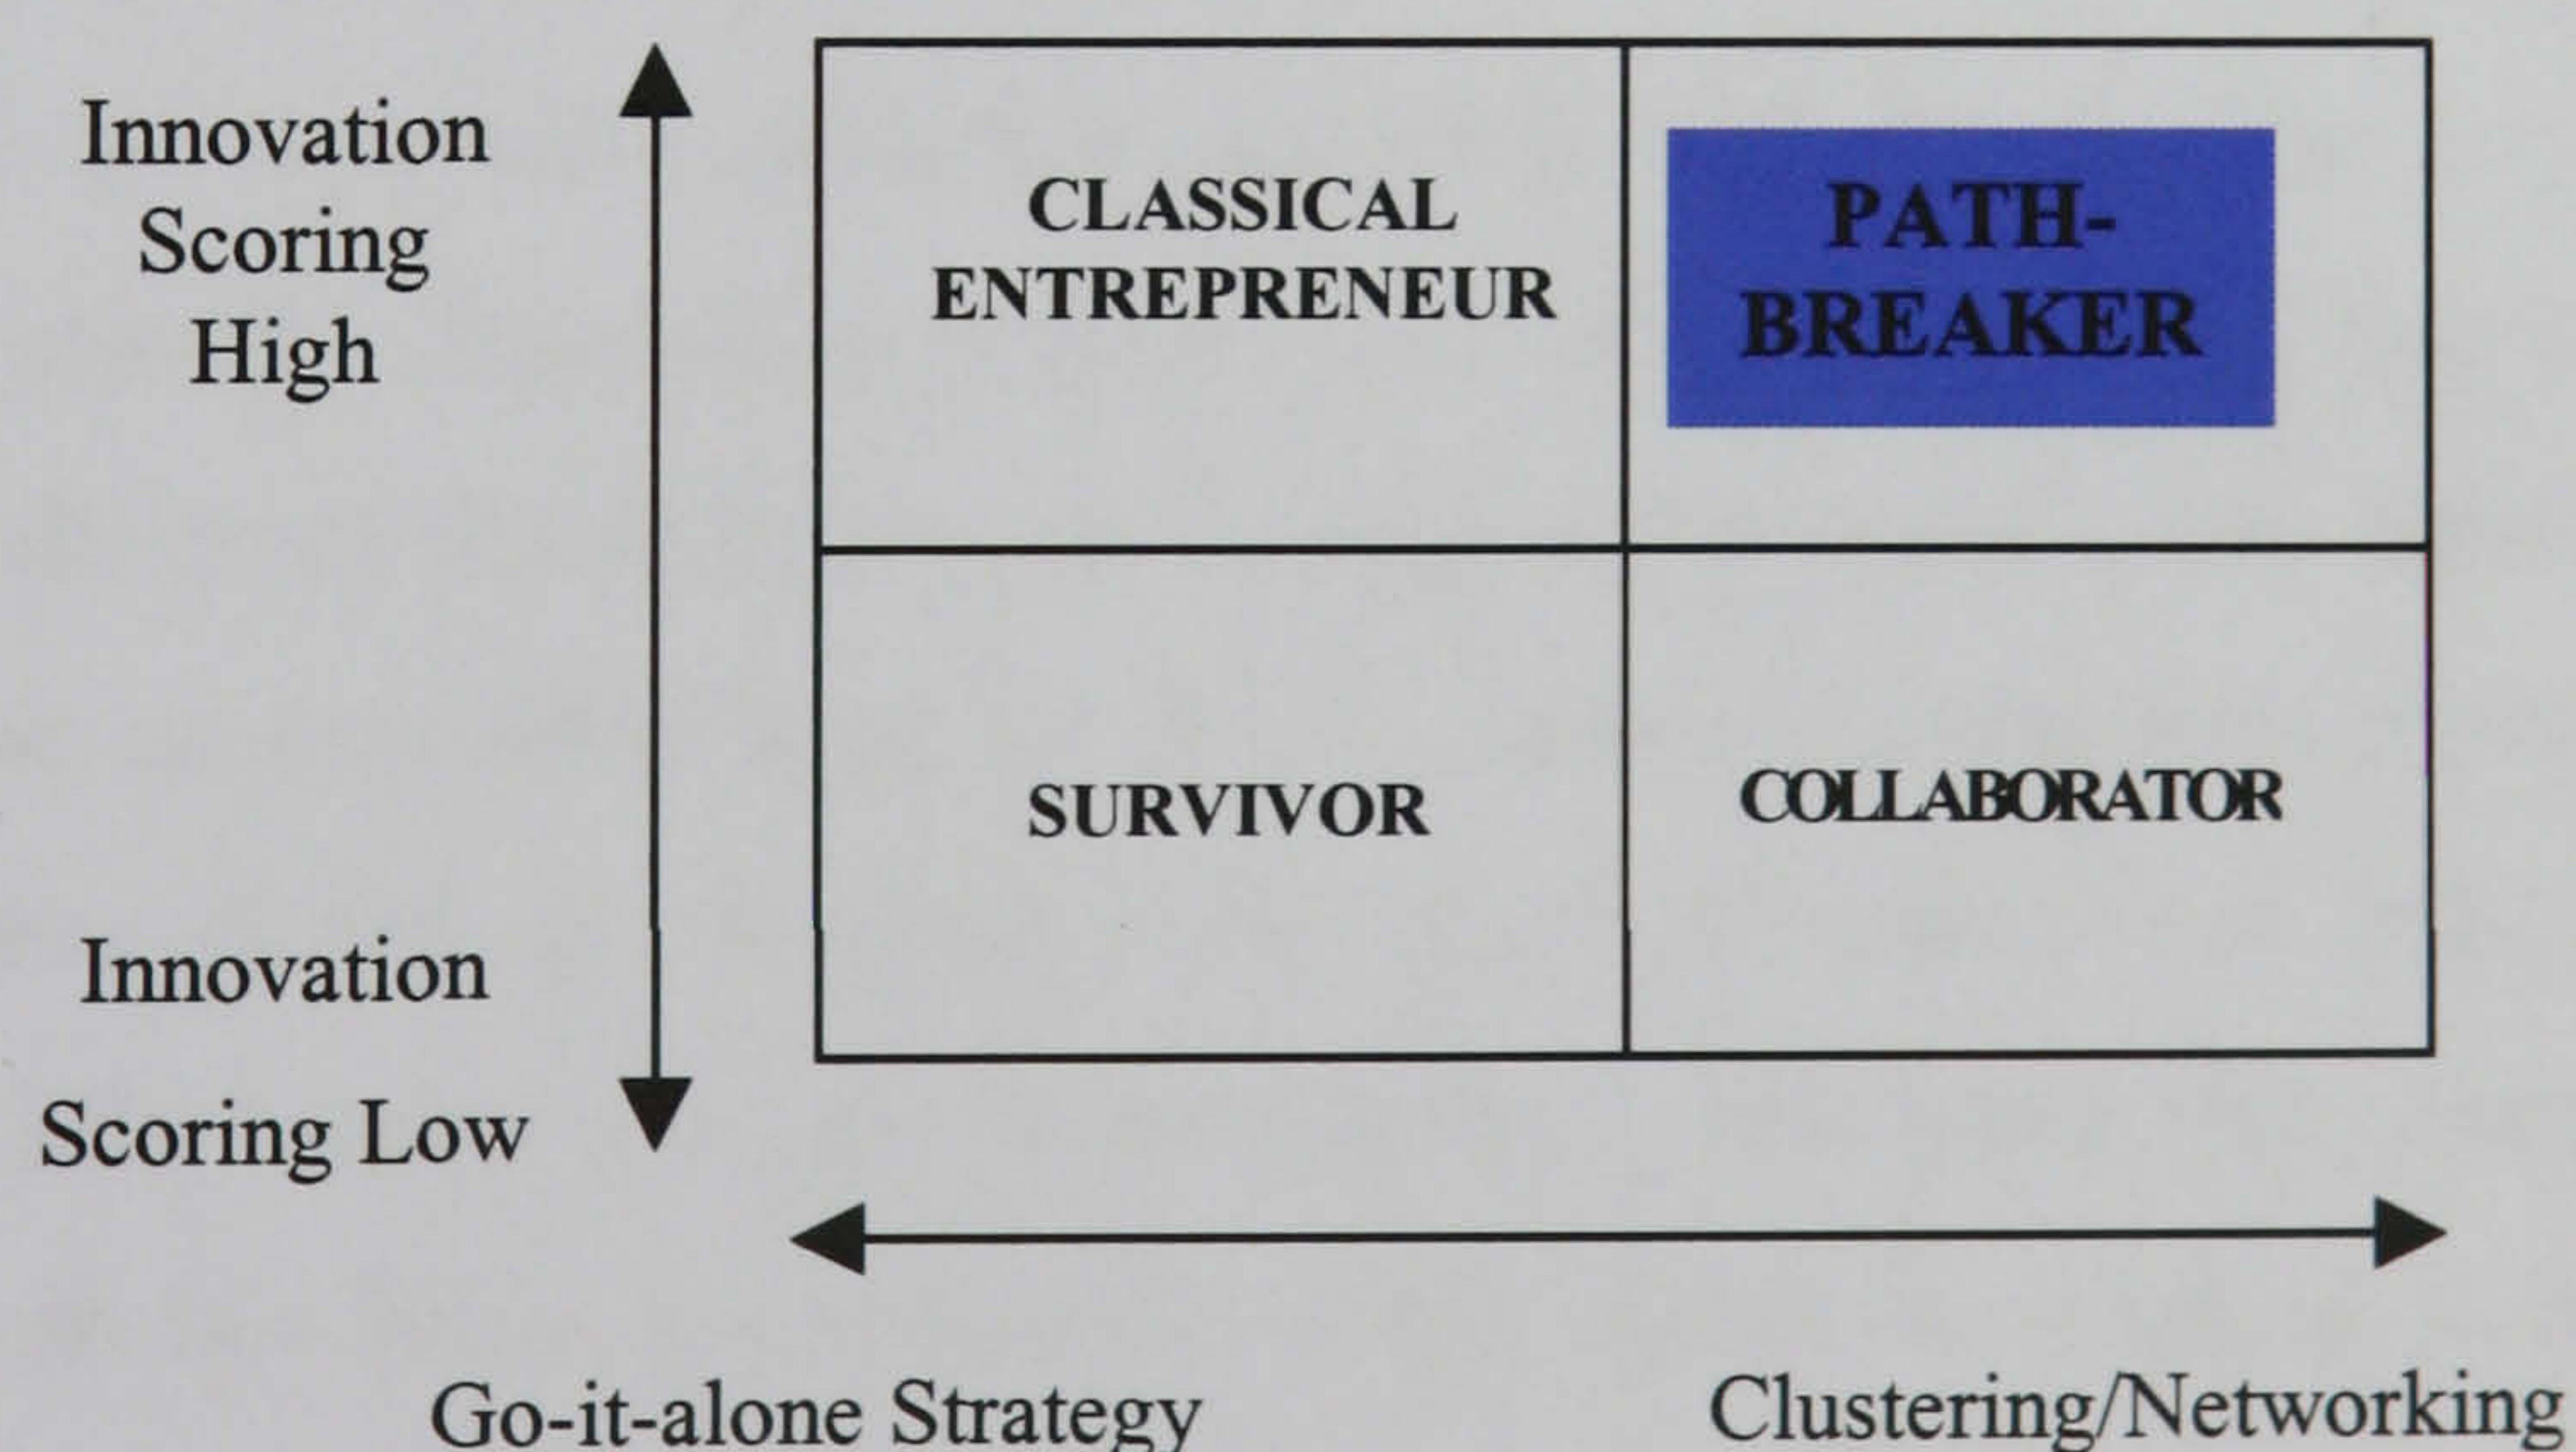 Innovation
Scoring
High
CLASSICAL
ENTREPRENEUR
PATH-
BREAKER
SURVIVOR
COLLABORATOR
Innovation
Scoring Low
Go-it-alone Strategy
Clustering/Networking